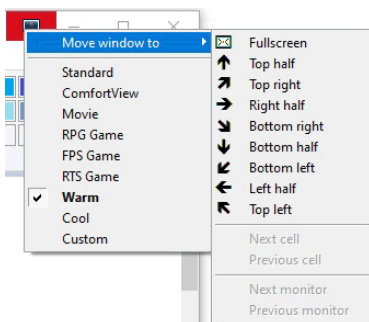 Move window to
Standard
ComfortView
Movie
RPG Game
FPS Game
RTS Game
Warm
Cool
Custom
Fullscreen
Top half
Top right
Right half
Bottom right
Bottom half
Bottom left
Left half
Top left
Next cell
Previous cell
Next monitor
Previous monitor